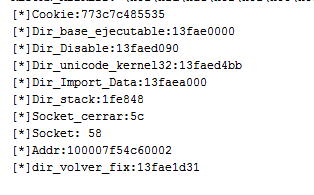 [*]Cookie:773c7c485535
[*]Dir_base_ejecutable:13fae0000
[*]Dir_Disable:13faed090
[*]Dir_unicode_kernel32:13faed4bb
[*]Dir_Import_Data:13faea000
[*]Dir_stack:1fe848
[*]Socket_cerrar:5c
[*]Socket: 58
[*]Addr:100007f54c60002
[*]dir_volver_fix:13fae1d31